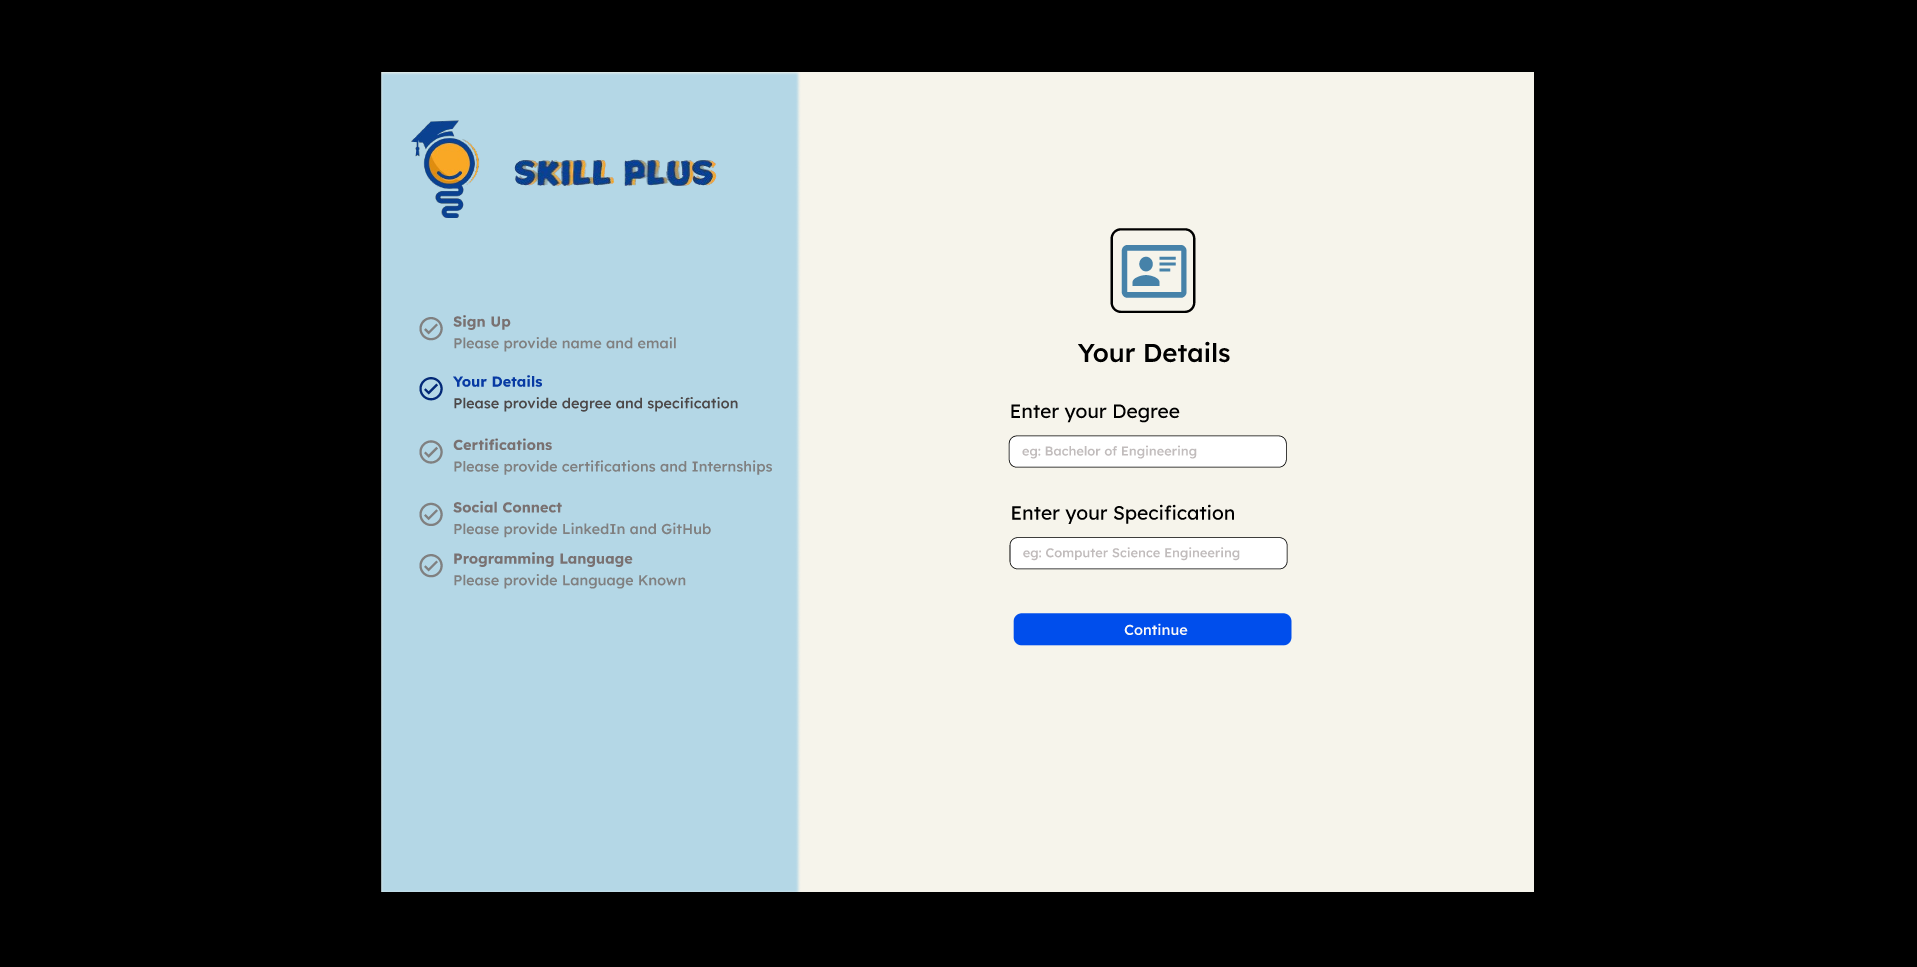 SKILL PLUS
Sign Up
Please provide name and email
Your Details
Please provide degree and specification
Certifications
Please provide certifications and Internships
Social Connect
Please provide LinkedIn and GitHub
Programming Language
Please provide Language Known
Your Details
Enter your Degree
eg: Bachelor of Engineering
Enter your Specification
eg: Computer Science Engineering
Continue